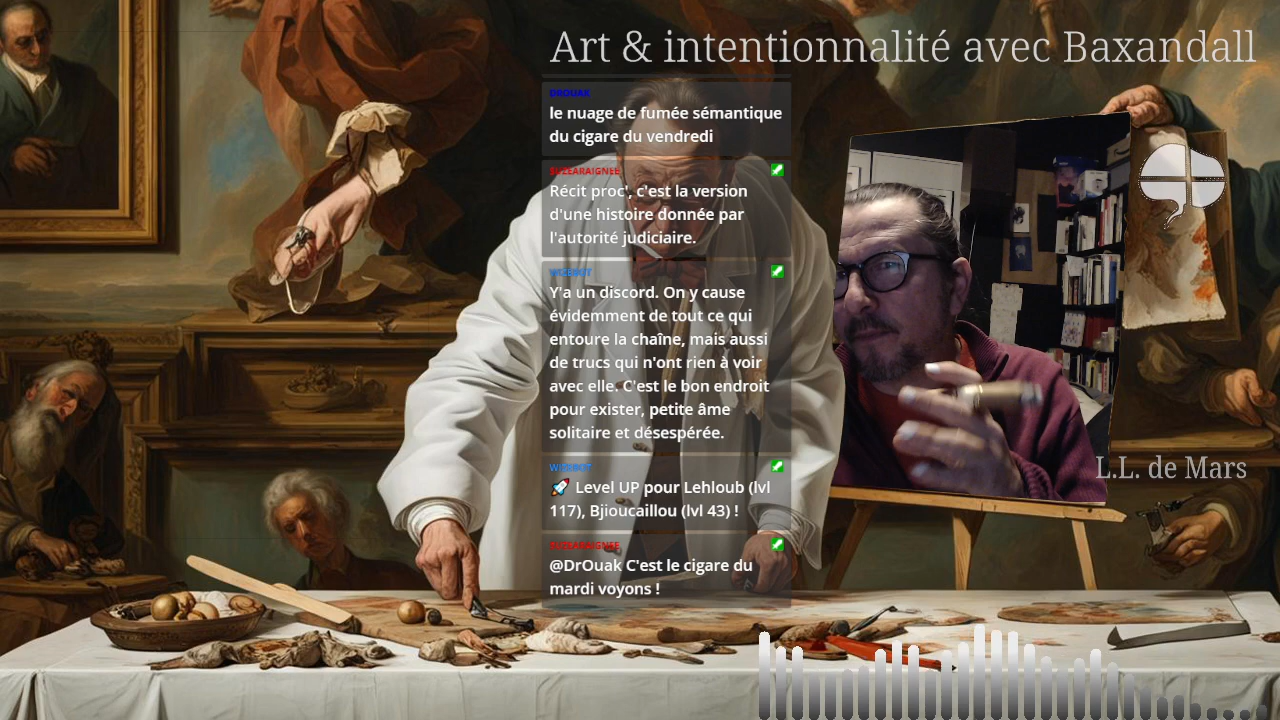 Art & intentionnalité avec Baxandall
DROUAK
le nuage de fumée sémantique
du cigare du vendredi
BIZEARAIGNEE
Récit proc', c'est la version
d'une histoire donnée par
l'autorité judiciaire.
WIZEBOT
Y'a un discord. On y cause
évidemment de tout ce qui
entoure la chaîne, mais aussi
de trucs qui n'ont rien à voir
avec elle. C'est le bon endroit
pour exister, petite âme
solitaire et désespérée.
WIZEBOT
🚀 Level UP pour Lehloub (lvl
117), Bjioucaillou (lvl 43) !
BIZEARAIGNEE
@DrOuak C'est le cigare du
mardi voyons !
L.L. de Mars